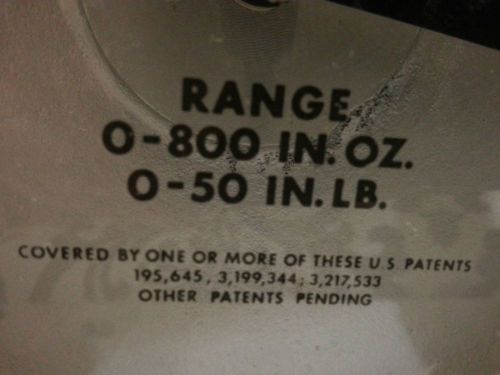 RANGE
0-800 IN. OZ.
0-50 IN. LB.
COVERED BY ONE OR MORE OF THESE U.S. PATENTS
195,645, 3,199,344; 3,217,533
OTHER PATENTS PENDING